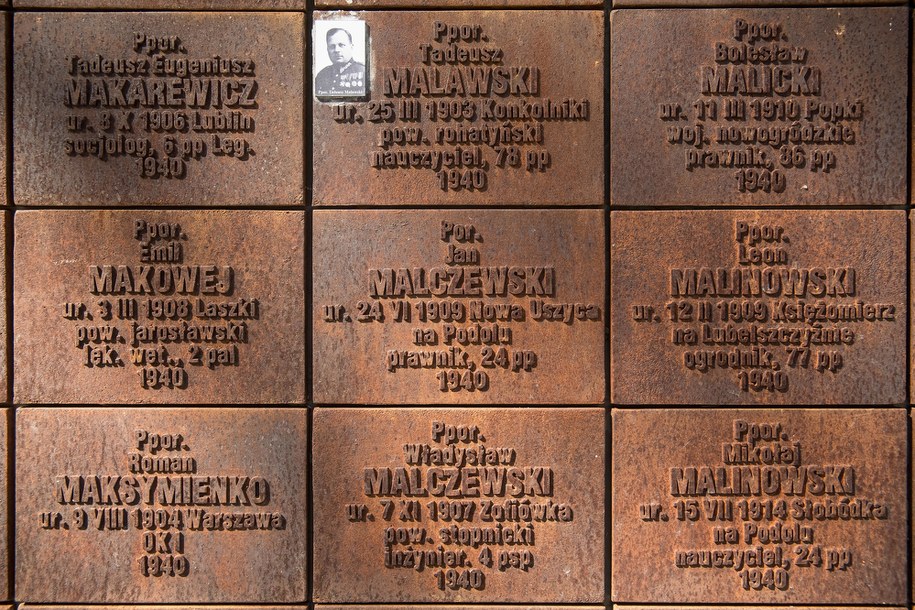 Ppor.
Tadeusz Eugeniusz
MAKAREWICZ
ur. 8 X 1906 Lublin
socjolog, 6 pp Leg.
1940
Ppor.
Tadeusz
MALAWSKI
ur. 25 III 1903 Konkolniki
pow. rohatyński
nauczyciel, 78 pp
1940
Ppor.
Bolesław
MALICKI
ur. 11 III 1910 Popki
woj. nowogródzkie
prawnik, 86 pp
1940
Ppor.
Emil
MAKOWEJ
ur. 3 III 1908 Laszki
pow. jarosławski
lek. wet., 2 pal
1940
Por.
Jan
MALCZEWSKI
ur. 24 VI 1909 Nowa Uszyca
na Podolu
prawnik, 24 pp
1940
Ppor.
Leon
MALINOWSKI
ur. 12 II 1909 Księżomierz
na Lubelszczyźnie
ogrodnik, 77 pp
1940
Ppor.
Roman
MAKSYMIENKO
ur. 9 VIII 1904 Warszawa
OK I
1940
Ppor.
Władysław
MALCZEWSKI
ur. 7 XI 1907 Zofiówka
pow. stopnicki
inżynier. 4 psp
1940
Ppor.
Mikołaj
MALINOWSKI
ur. 15 VII 1914 Słobódka
na Podolu
nauczyciel, 24 pp
1940